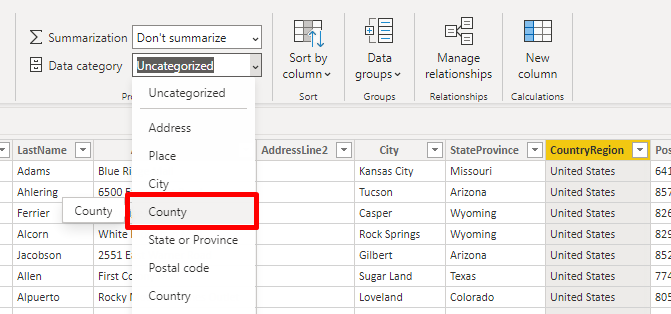 Summarization Don't summarize
Data category Uncategorized
Sort by column
Data groups
Manage relationships
New column
Sort Groups Relationships Calculations
Uncategorized
Address
Place
City
County
County
State or Province
Postal code
Country
LastName AddressLine2 City StateProvince CountryRegion
Adams Blue Kansas City Missouri United States 641
Ahlering 6500 Tucson Arizona United States 857
Ferrier Casper Wyoming United States 826
Alcorn White Rock Springs Wyoming United States 829
Jacobson 2551 Gilbert Arizona United States 852
Allen First Sugar Land Texas United States 774
Alpuerto Rocky Loveland Colorado United States 805